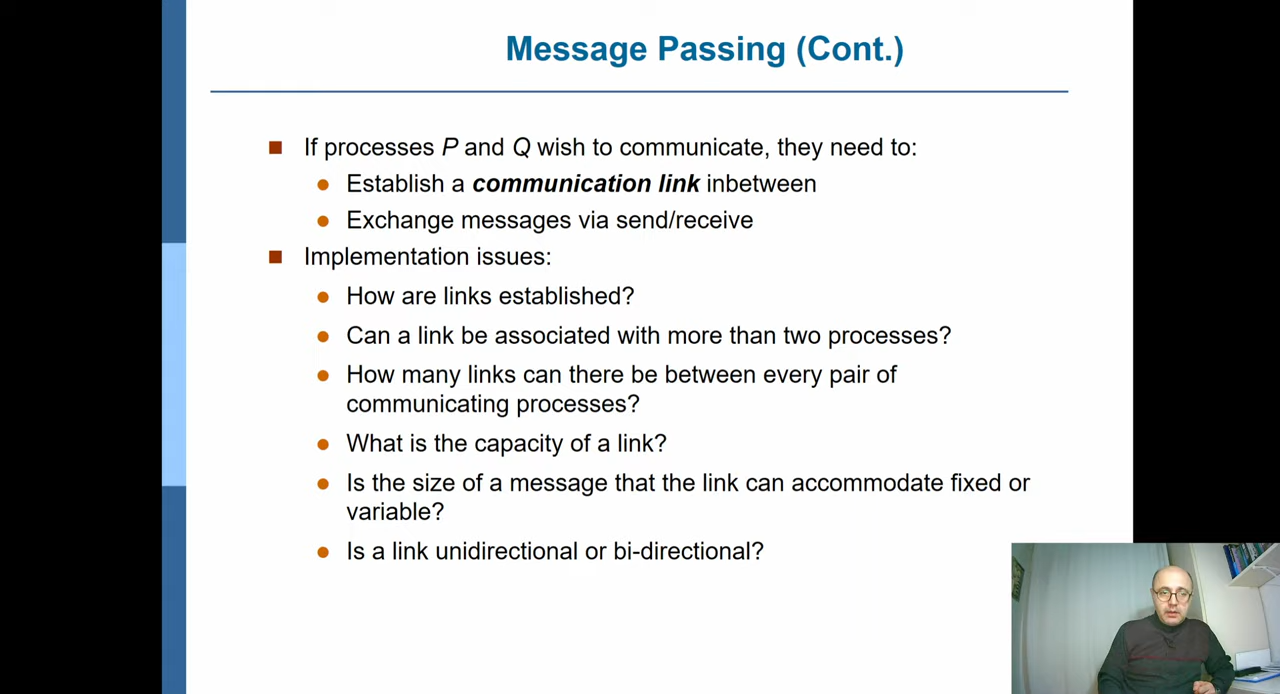 Message Passing (Cont.)
If processes P and Q wish to communicate, they need to:
Establish a communication link inbetween
Exchange messages via send/receive
Implementation issues:
How are links established?
Can a link be associated with more than two processes?
How many links can there be between every pair of
communicating processes?
What is the capacity of a link?
Is the size of a message that the link can accommodate fixed or
variable?
Is a link unidirectional or bi-directional?